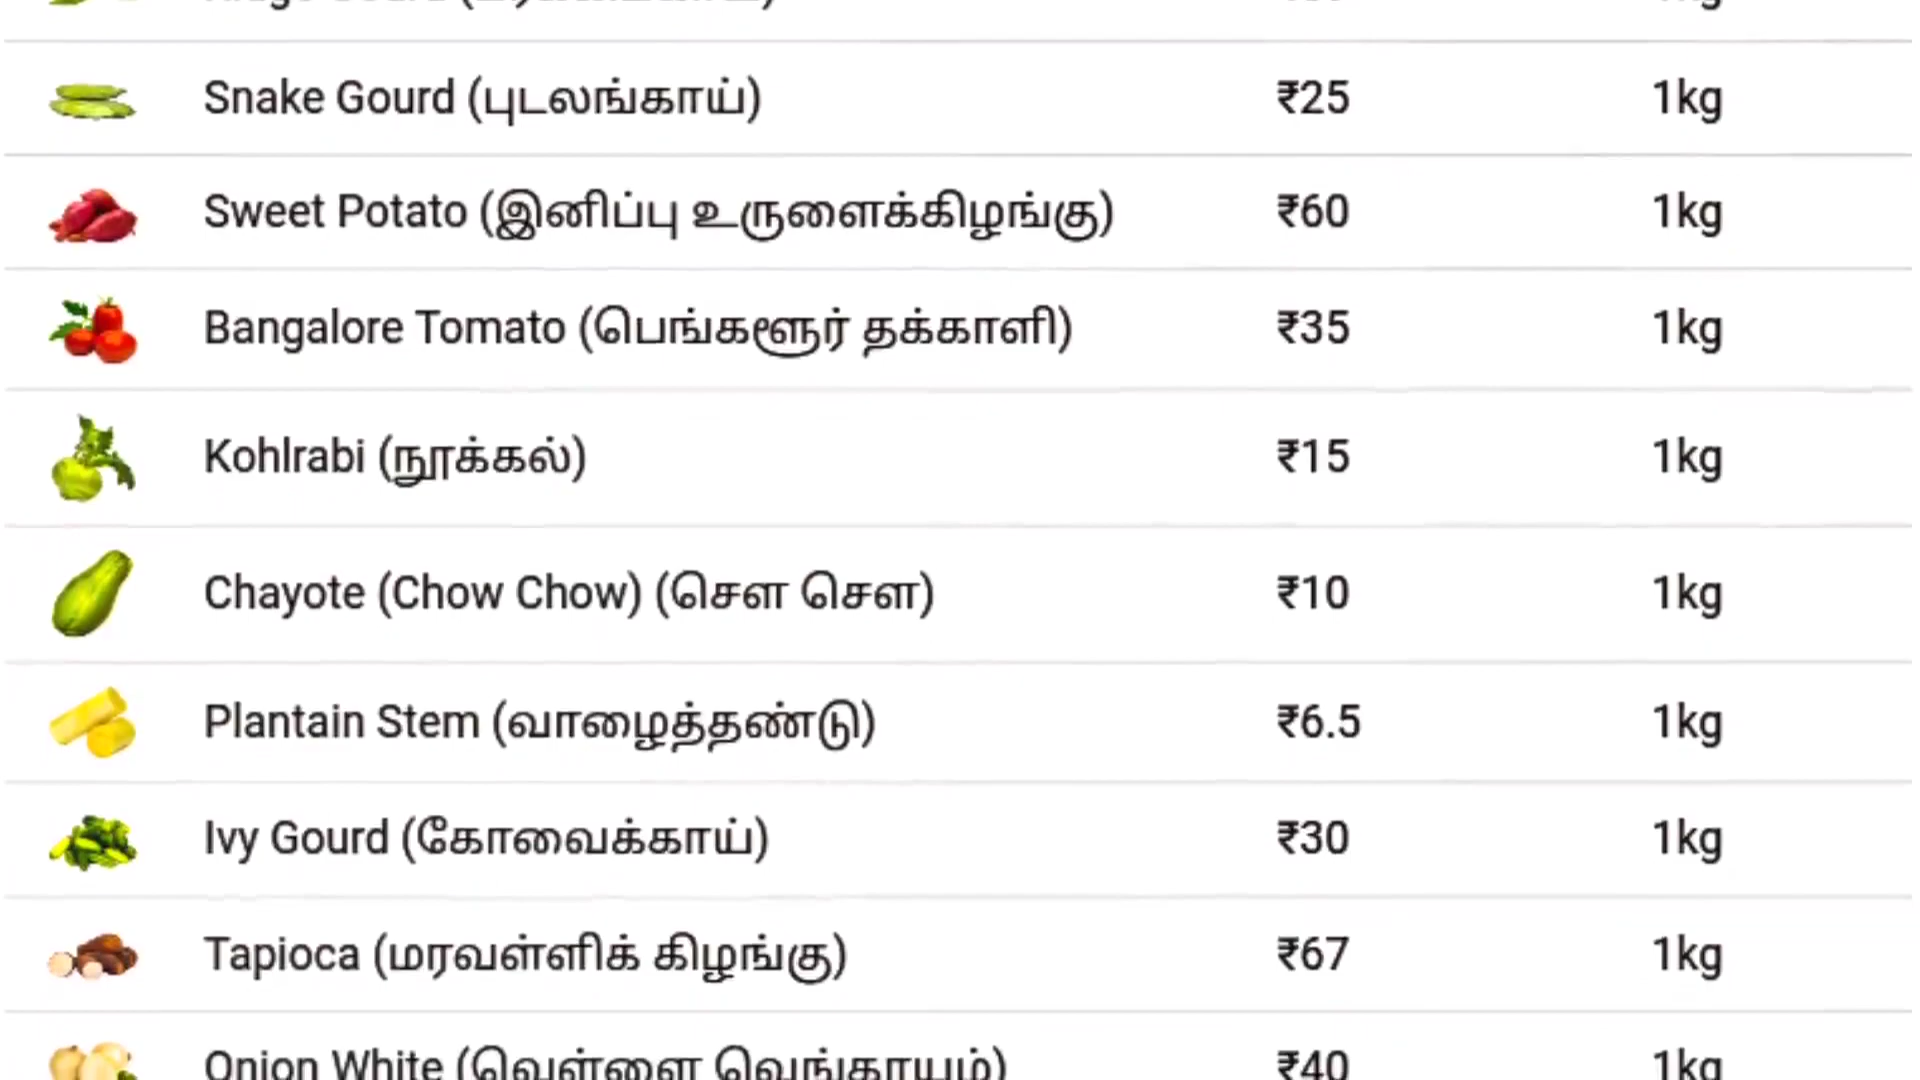 Snake Gourd (புடலங்காய்) ₹25 1kg
Sweet Potato (இனிப்பு உருளைக்கிழங்கு) ₹60 1kg
Bangalore Tomato (பெங்களூர் தக்காளி) ₹35 1kg
Kohlrabi (நூக்கல்) ₹15 1kg
Chayote (Chow Chow) (சௌ சௌ) ₹10 1kg
Plantain Stem (வாழைத்தண்டு) ₹6.5 1kg
Ivy Gourd (கோவைக்காய்) ₹30 1kg
Tapioca (மரவள்ளிக் கிழங்கு) ₹67 1kg
Onion White (வெள்ளை வெங்காயம்) ₹40 1kg